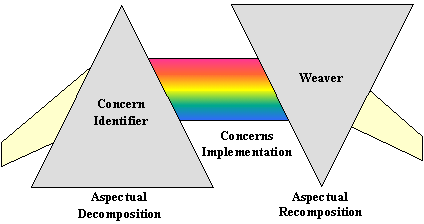 Concern
Identifier
Weaver
Concerns
Implementation
Aspectual
Decomposition
Aspectual
Recomposition